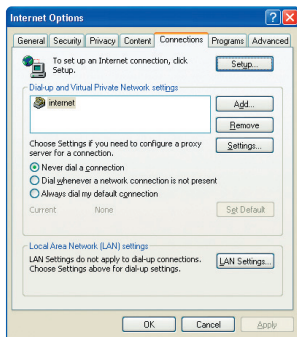 Internet Options
General Security Privacy Content Connections Programs Advanced
To set up an Internet connection, click
Setup.
Setup...
Dial-up and Virtual Private Network settings
internet
Add...
Remove
Choose Settings if you need to configure a proxy
server for a connection.
Settings...
Never dial a connection
Dial whenever a network connection is not present
Always dial my default connection
Current None
Set Default
Local Area Network (LAN) settings
LAN Settings do not apply to dial-up connections.
Choose Settings above for dial-up settings.
LAN Settings...
OK Cancel Apply